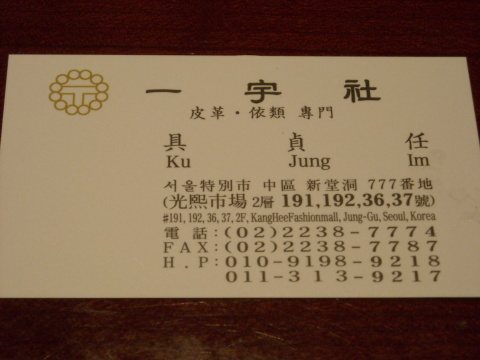 一宇社
皮革·依類 專門
具 貞 任
Ku Jung Im
서울特別市 中區 新堂洞 777番地
(光熙市場 2層 191,192,36,37號)
#191, 192, 36, 37, 2F, KangHeeFashionmall, Jung-Gu, Seoul, Korea
電話:(02)2238-7774
FAX:(02)2238-7787
H.P:010-9198-9218
011-313-9217